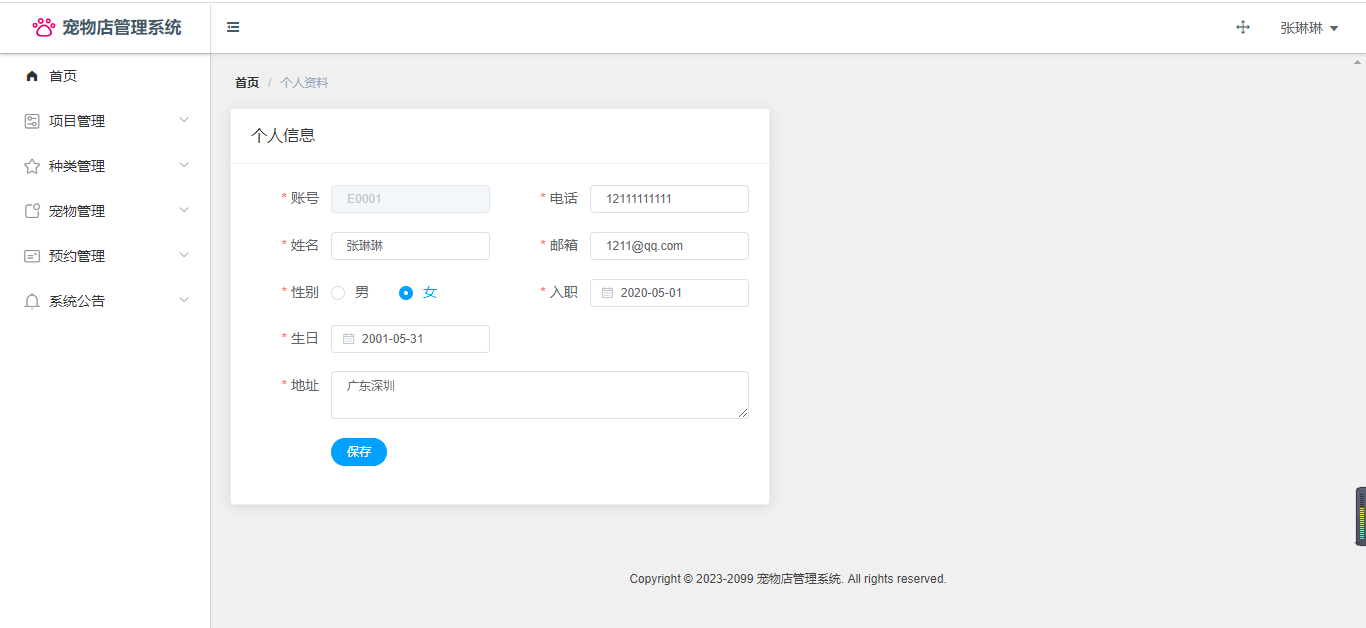 宠物店管理系统
张琳琳
首页
项目管理
种类管理
宠物管理
预约管理
系统公告
首页 / 个人资料
个人信息
* 账号 E0001 * 电话 12111111111
* 姓名 张琳琳 * 邮箱 1211@qq.com
* 性别 男 女 * 入职 2020-05-01
* 生日 2001-05-31
* 地址 广东深圳
保存
Copyright © 2023-2099 宠物店管理系统. All rights reserved.